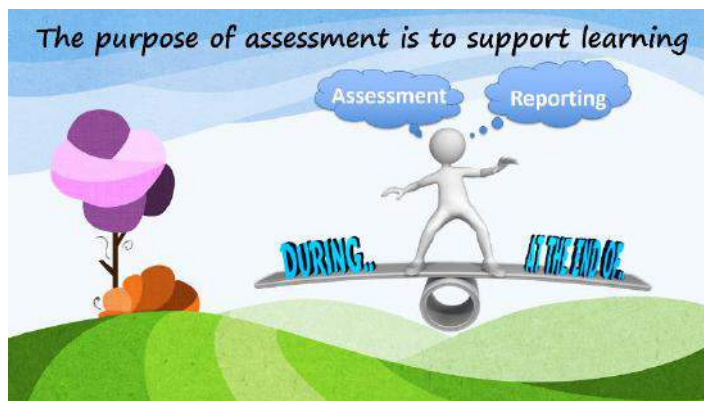 The purpose of assessment is to support learning
Assessment
Reporting
DURING..
AT THE END OF..